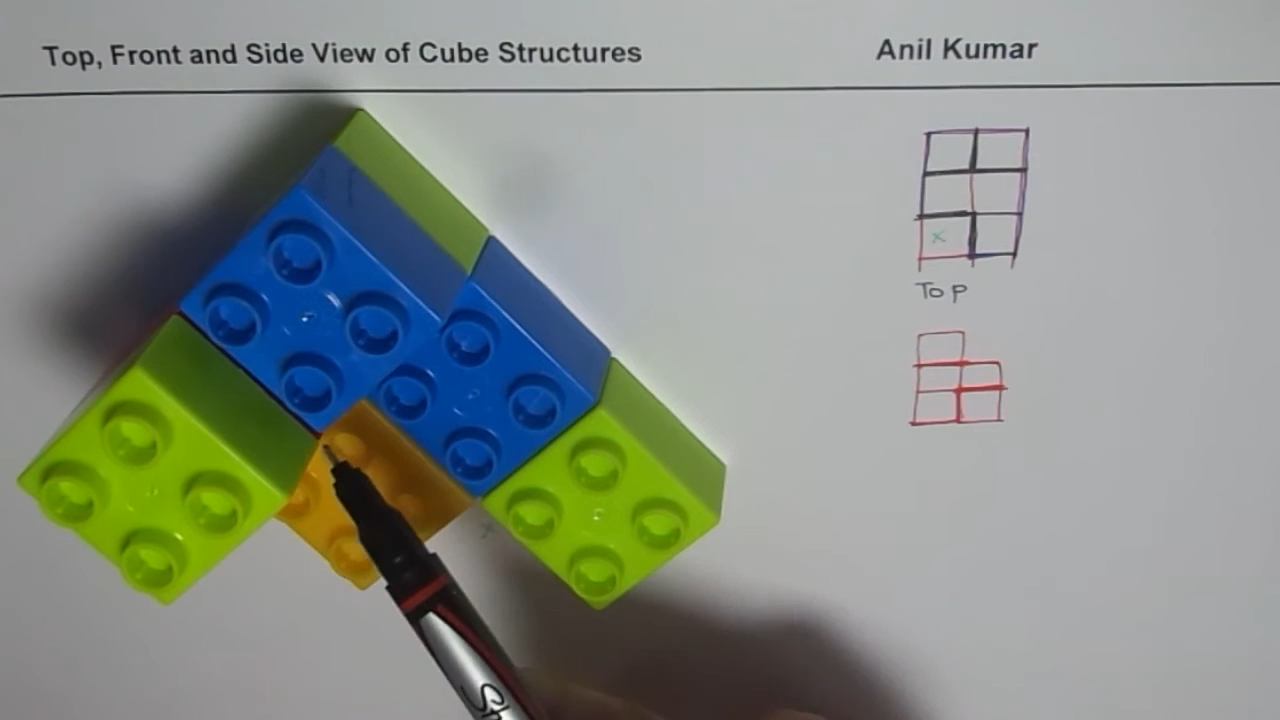 Top, Front and Side View of Cube Structures
Anil Kumar
x
Top
x